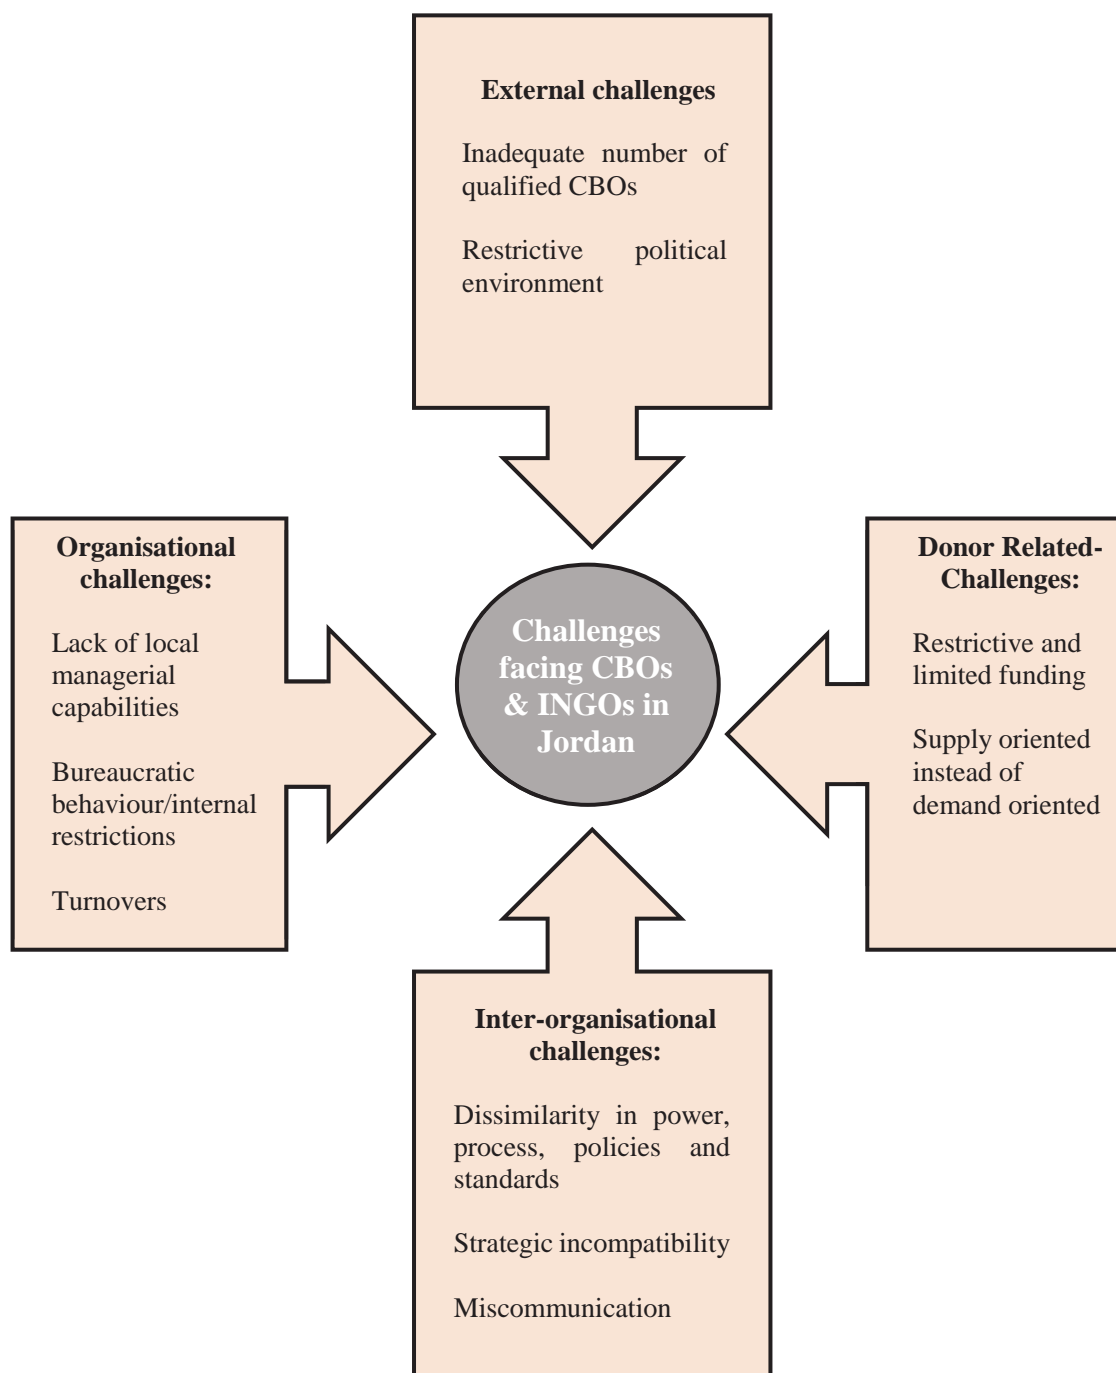 External challenges
Inadequate number of
qualified CBOs
Restrictive political
environment
Organisational
challenges:
Lack of local
managerial
capabilities
Bureaucratic
behaviour/internal
restrictions
Turnovers
Challenges
facing CBOs
& INGOs in
Jordan
Donor Related-
Challenges:
Restrictive and
limited funding
Supply oriented
instead of
demand oriented
Inter-organisational
challenges:
Dissimilarity in power,
process, policies and
standards
Strategic incompatibility
Miscommunication